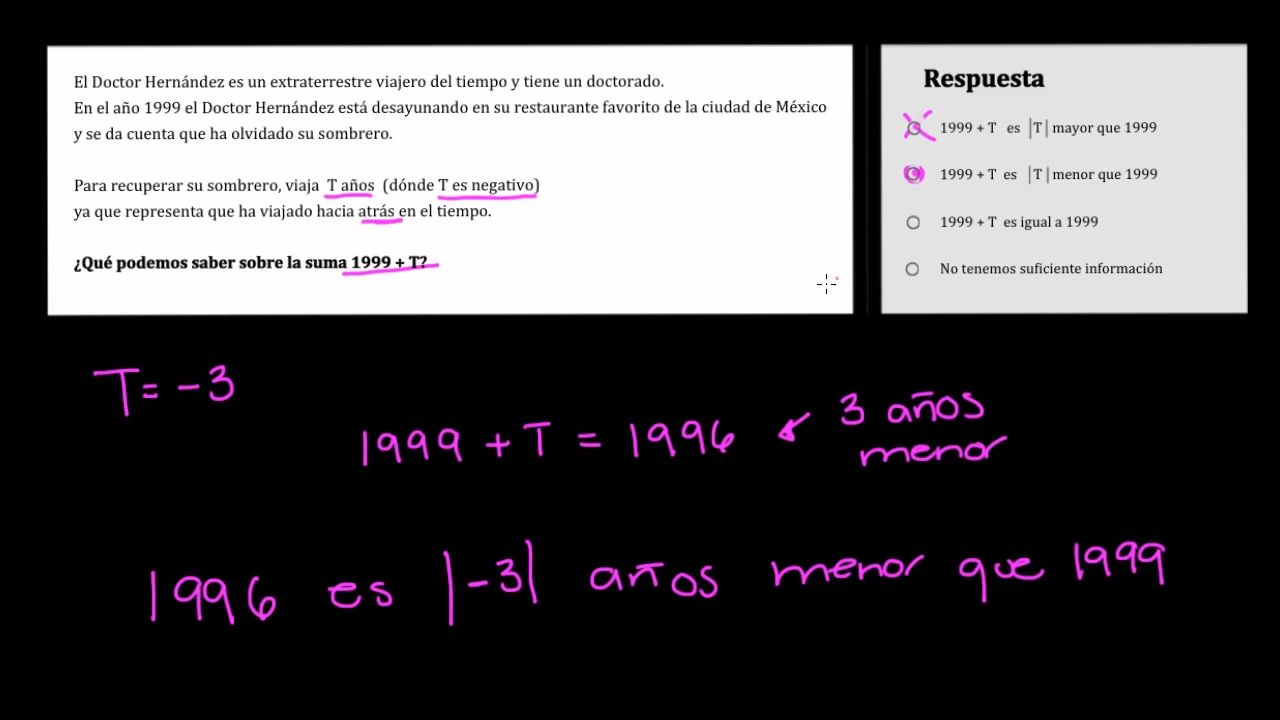 El Doctor Hernández es un extraterrestre viajero del tiempo y tiene un doctorado.
En el año 1999 el Doctor Hernández está desayunando en su restaurante favorito de la ciudad de México
y se da cuenta que ha olvidado su sombrero.
Para recuperar su sombrero, viaja T años (dónde T es negativo)
ya que representa que ha viajado hacia atrás en el tiempo.
¿Qué podemos saber sobre la suma 1999 + T?
Respuesta
1999 + T es |T| mayor que 1999
1999 + T es |T| menor que 1999
1999 + T es igual a 1999
No tenemos suficiente información
T = -3
1999 + T = 1996
3 años
menor
1996 es |-3| años menor que 1999